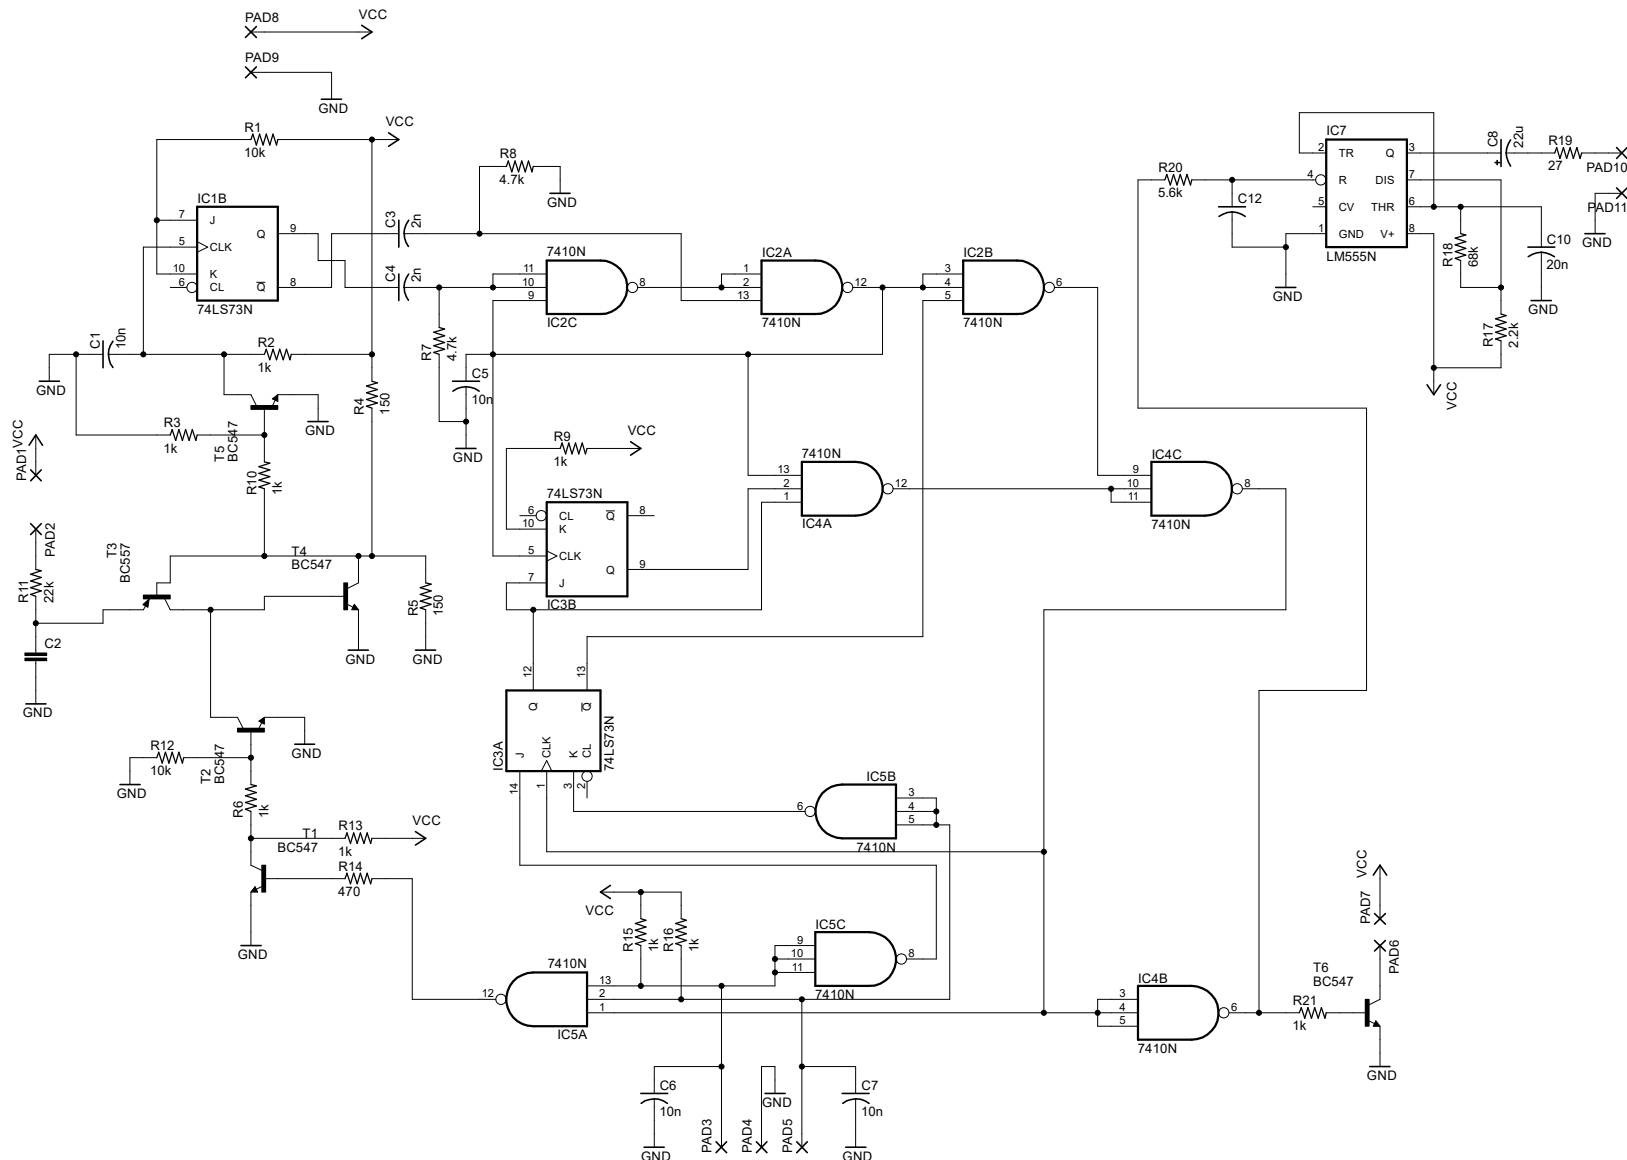 PAD8
VCC
PAD9
GND
R1
10k
VCC
IC1B
7
J
Q
9
5
CLK
10
K
6
CL
Q
8
74LS73N
C3
2n
C4
2n
R8
4.7k
GND
7410N
11
10
9
8
IC2C
IC2A
1
2
13
12
7410N
IC2B
3
4
5
6
7410N
IC7
2
TR
Q
3
4
R
DIS
7
5
CV
THR
6
1
GND
V+
8
LM555N
C8
22u
R19
27
PAD10
PAD11
GND
R20
5.6k
C12
GND
R18
68k
C10
20n
GND
R17
2.2k
VCC
C1
10n
GND
R2
1k
R4
150
R7
4.7k
C5
10n
GND
GND
R3
1k
T5
BC547
R10
1k
VCC
PAD1
PAD2
R11
22k
C2
GND
T3
BC557
T4
BC547
R5
150
GND
GND
R9
1k
VCC
74LS73N
6
CL
Q
8
10
K
5
CLK
7
J
Q
9
IC3B
7410N
13
2
1
12
IC4A
IC4C
9
10
11
8
7410N
GND
R12
10k
GND
T2
BC547
R6
1k
12
13
Q
Q
IC3A
J
CLK
K
CL
74LS73N
14
1
3
2
IC5B
3
4
5
6
7410N
T1
BC547
R13
1k
VCC
R14
470
GND
VCC
R15
1k
R16
1k
IC5C
9
10
11
8
7410N
7410N
13
2
1
12
IC5A
IC4B
3
4
5
6
7410N
VCC
PAD7
PAD6
T6
BC547
R21
1k
GND
C6
10n
GND
PAD3
PAD4
GND
PAD5
C7
10n
GND